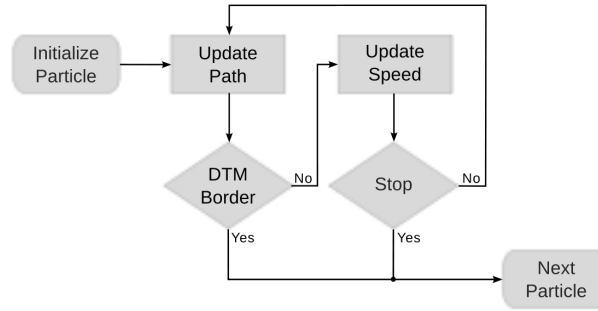 Initialize
Particle
Update
Path
Update
Speed
DTM
Border
No
Stop
No
Yes
Yes
Next
Particle